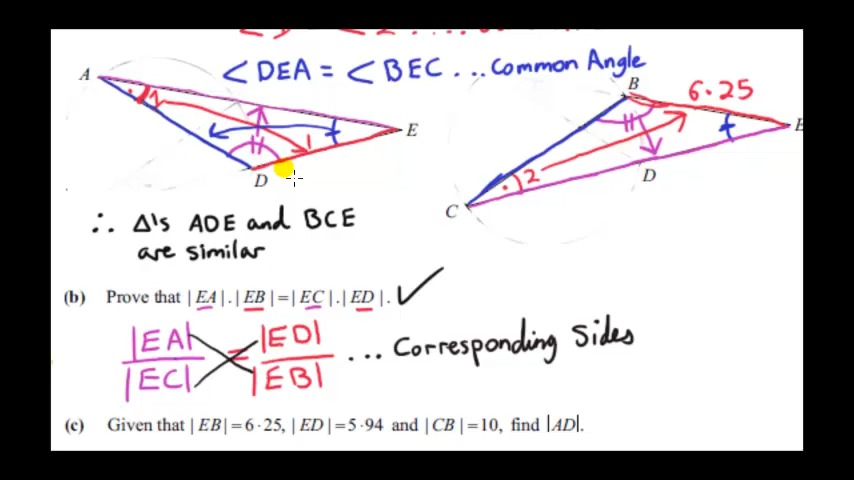 A
< DEA = < BEC ... Common Angle
B
6.25
1
1
E
E
2
D
D
C
∴ Δ's ADE and BCE
are similar
(b) Prove that |EA|.|EB|=|EC|.|ED|.
|EA| = |ED|
|EC| |EB| ... Corresponding Sides
(c) Given that |EB|=6·25, |ED|=5·94 and |CB|=10, find |AD|.